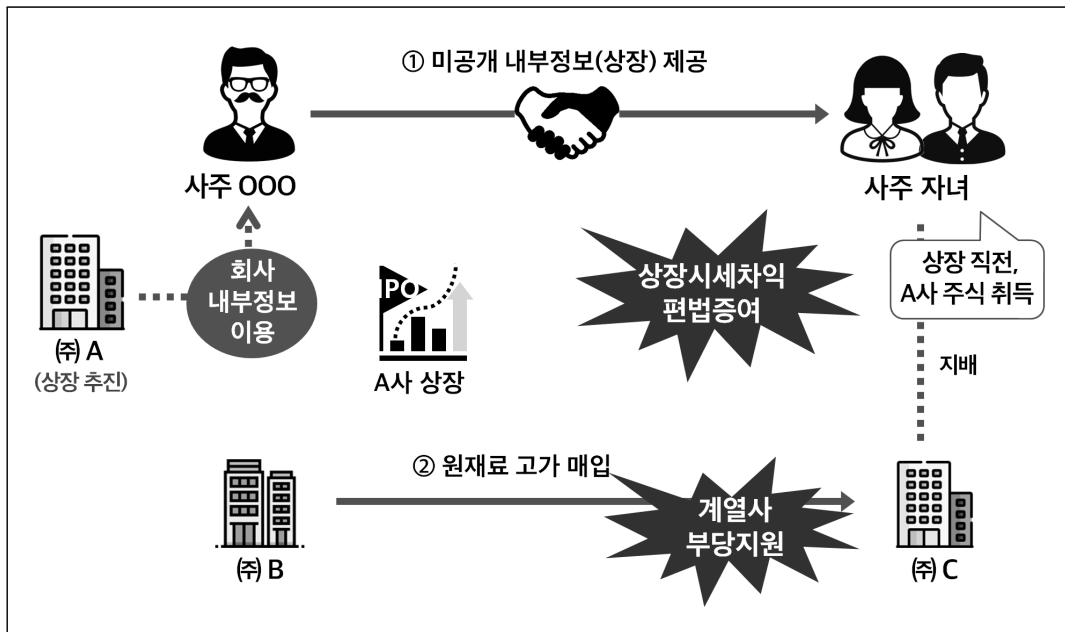 ① 미공개 내부정보(상장) 제공
사주 OOO
사주 자녀
회사
내부정보
이용
IPO
상장시세차익
편법증여
상장 직전,
A사 주식 취득
㈜ A
(상장 추진)
A사 상장
지배
② 원재료 고가 매입
계열사
부당지원
㈜ B
㈜ C